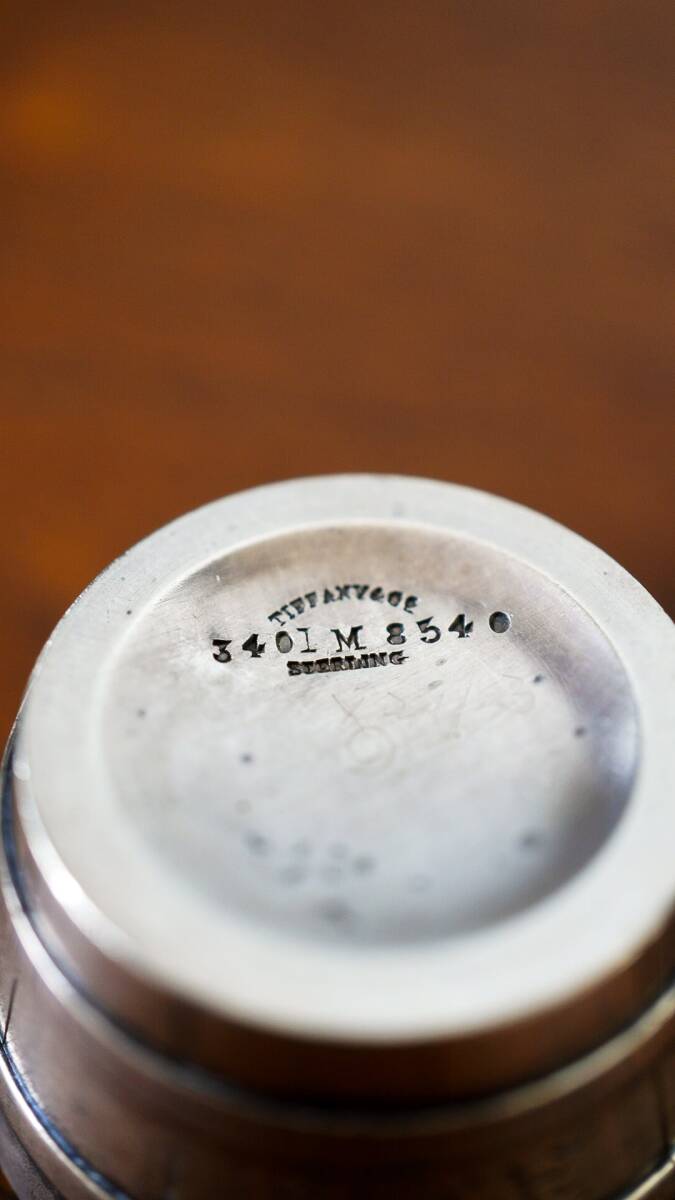 TIFFANY & Co
3401 M 8540
STERLING